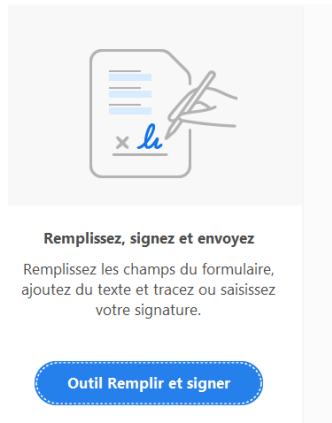 Remplissez, signez et envoyez
Remplissez les champs du formulaire,
ajoutez du texte et tracez ou saisissez
votre signature.
Outil Remplir et signer